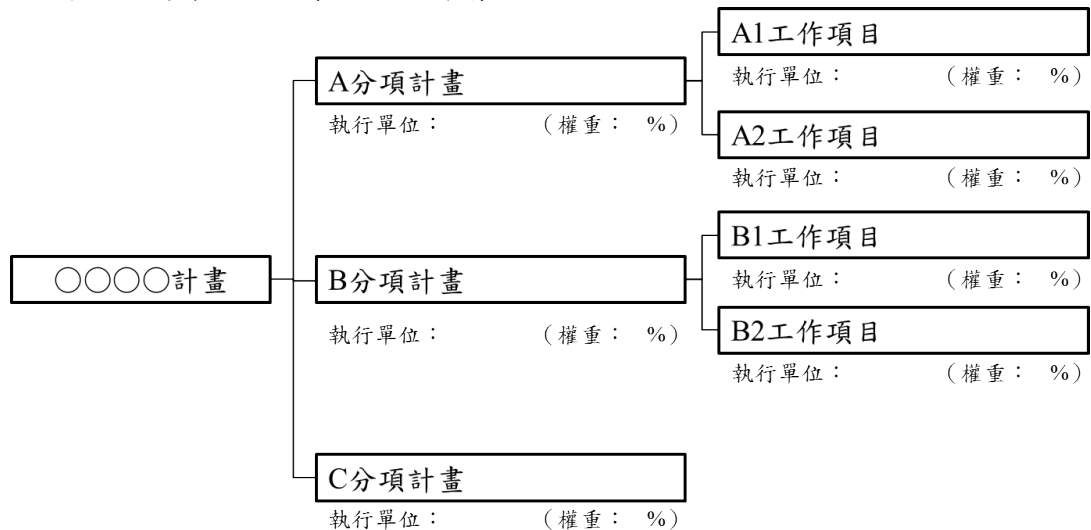 A1工作項目
執行單位： （權重： %）
A分項計畫
執行單位： （權重： %）
A2工作項目
執行單位： （權重： %）
B1工作項目
執行單位： （權重： %）
○○○○計畫
B分項計畫
執行單位： （權重： %）
B2工作項目
執行單位： （權重： %）
C分項計畫
執行單位： （權重： %）